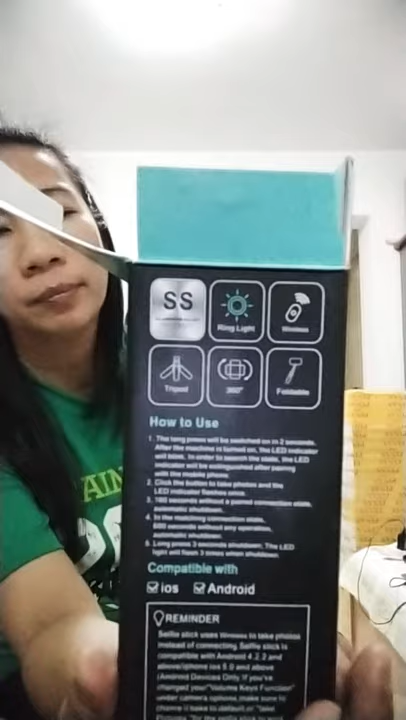 SS
Ring Light
Wireless
Tripod
360°
Foldable
How to Use
1. The long press will be switched on in 2 seconds.
After the machine is turned on, the LED indicator
will blink. In order to search the state, the LED
indicator will be extinguished after pairing
with the mobile phone.
2. Click the button to take photos and the
LED indicator flashes once.
3. 180 seconds without a paired connection state,
automatic shutdown.
4. In the matching connection state,
600 seconds without any operation,
automatic shutdown.
5. Long press 3 seconds shutdown, The LED
light will flash 3 times when shutdown.
Compatible with
ios
Android
REMINDER
Selfie stick uses Wireless to take photos
instead of connecting. Selfie stick is
compatible with Android 4.2.2 and
above/iphone ios 5.0 and above
(Android Devices Only If you've
changed your "Volume Keys Function"
under camera options, make sure to
change it bake to default or "take